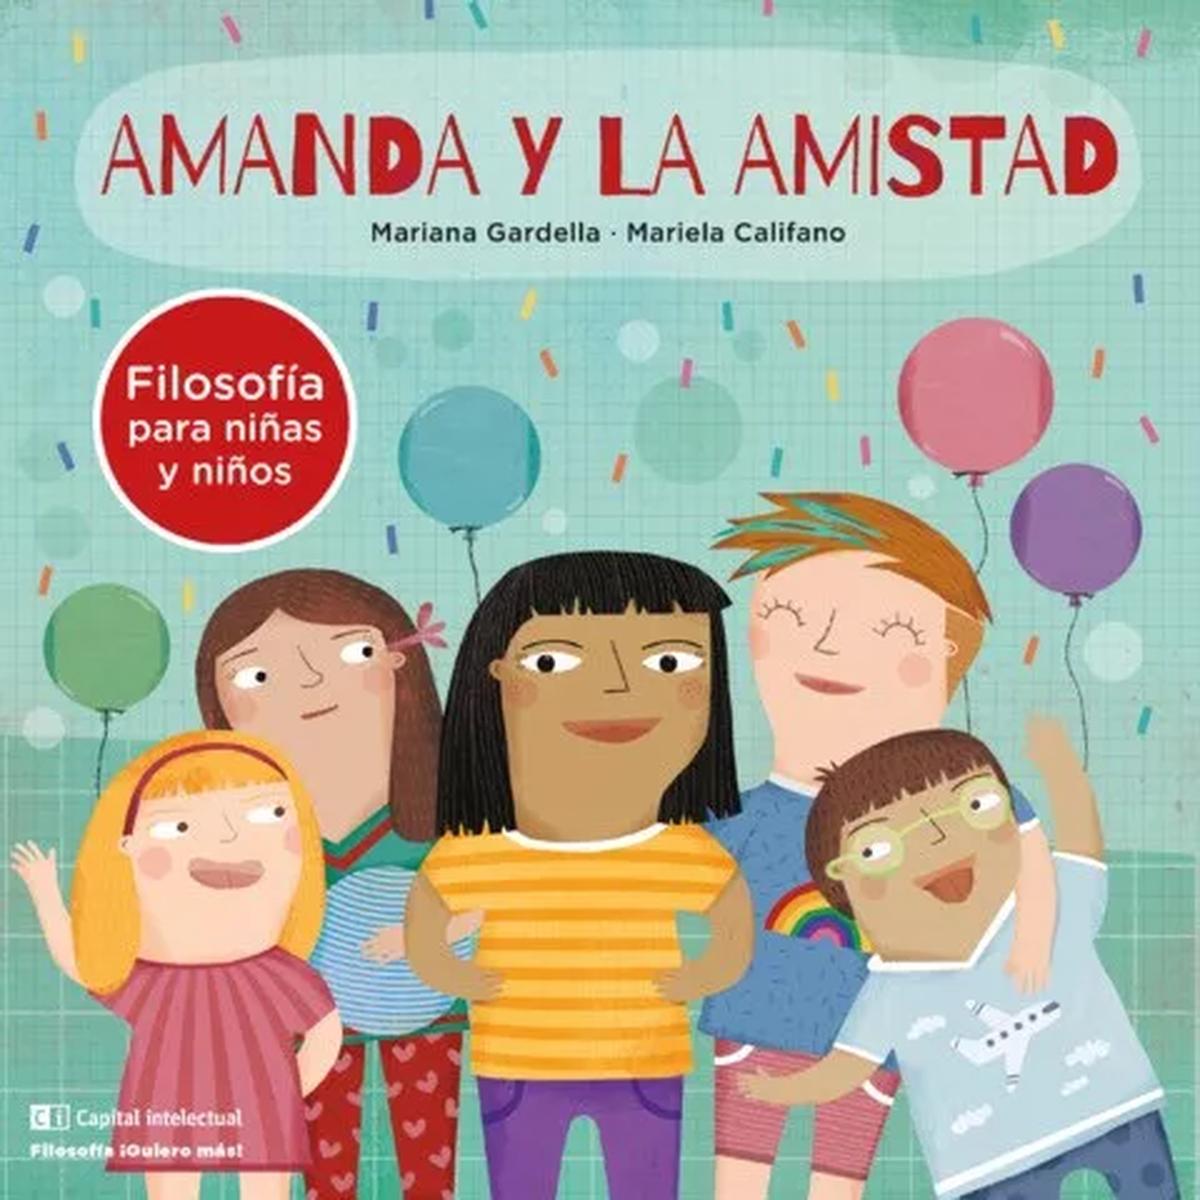 AMANDA Y LA AMISTAD
Mariana Gardella · Mariela Califano
Filosofía
para niñas
y niños
Ci Capital intelectual
Filosofía ¡Quiero más!